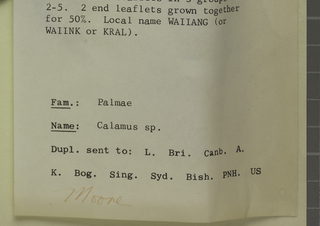 2-5. 2 end leaflets grown together
for 50%. Local name WAIIANG (or
WAIINK or KRAL).
Fam.: Palmae
Name: Calamus sp.
Dupl. sent to: L. Bri. Canb. A.
K. Bog. Sing. Syd. Bish. PNH. US
Moore